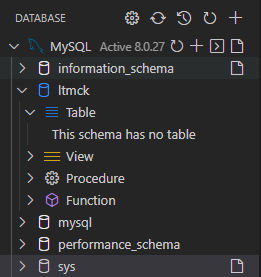 DATABASE
MySQL Active 8.0.27
information_schema
ltmck
Table
This schema has no table
View
Procedure
Function
mysql
performance_schema
sys